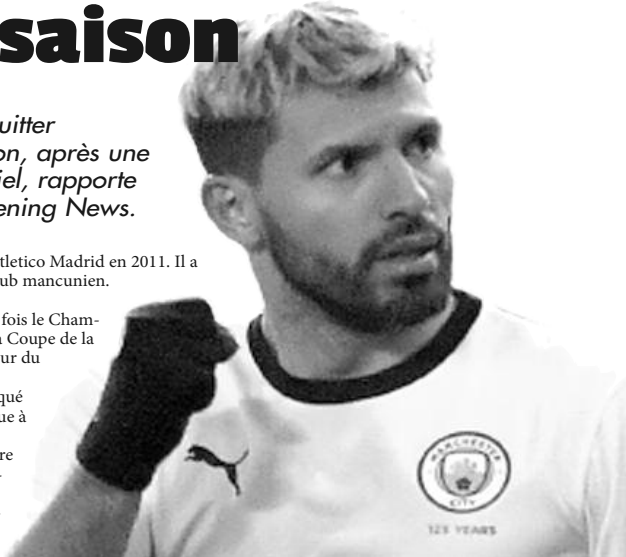 saison
uitter
on, après une
iel, rapporte
ening News.
tletico Madrid en 2011. Il a
ub mancunien.
fois le Cham-
a Coupe de la
ur du
qué
ue à
re
MANCHESTER
CITY
125 YEARS